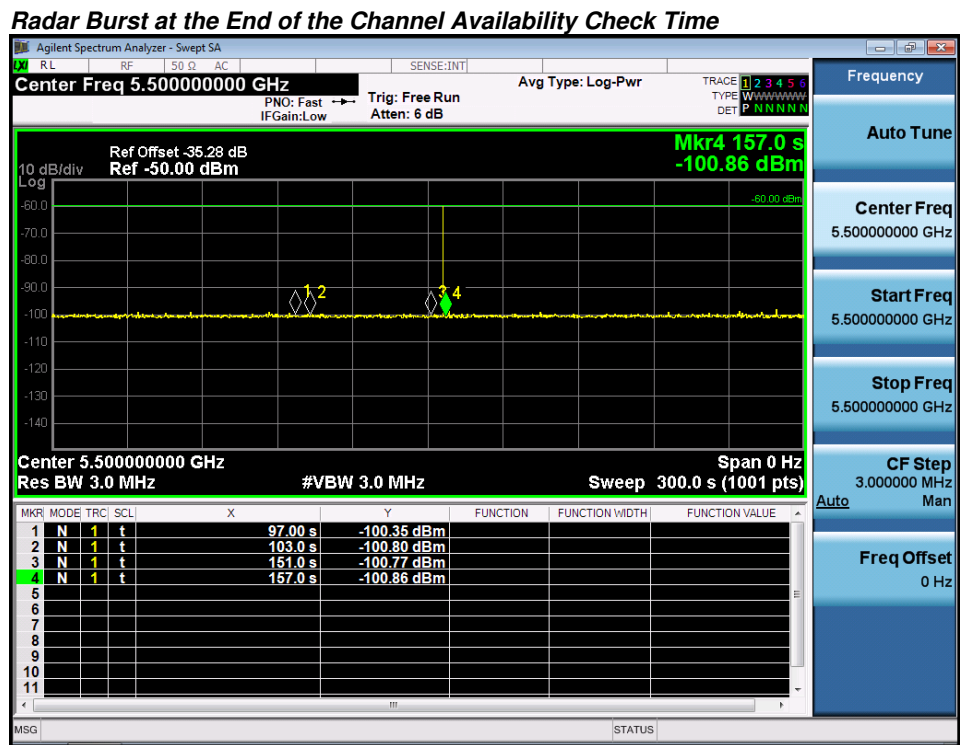 Radar Burst at the End of the Channel Availability Check Time
Agilent Spectrum Analyzer - Swept SA
LXI RL RF 50 Ω AC SENSE:INT
Center Freq 5.500000000 GHz
PNO: Fast
IFGain:Low
Trig: Free Run
Atten: 6 dB
Avg Type: Log-Pwr
TRACE 1 2 3 4 5 6
TYPE WWWWWW
DET P N N N N N
Ref Offset -35.28 dB
10 dB/div Ref -50.00 dBm
Log
Mkr4 157.0 s
-100.86 dBm
-60.00 dBm
-60.0
-70.0
-80.0
-90.0
-100
-110
-120
-130
-140
1 2 3 4
Center 5.500000000 GHz Span 0 Hz
Res BW 3.0 MHz #VBW 3.0 MHz Sweep 300.0 s (1001 pts)
MKR MODE TRC SCL X Y FUNCTION FUNCTION WIDTH FUNCTION VALUE
1 N 1 t 97.00 s -100.35 dBm
2 N 1 t 103.0 s -100.80 dBm
3 N 1 t 151.0 s -100.77 dBm
4 N 1 t 157.0 s -100.86 dBm
5
6
7
8
9
10
11
MSG STATUS
Frequency
Auto Tune
Center Freq
5.500000000 GHz
Start Freq
5.500000000 GHz
Stop Freq
5.500000000 GHz
CF Step
3.000000 MHz
Auto Man
Freq Offset
0 Hz